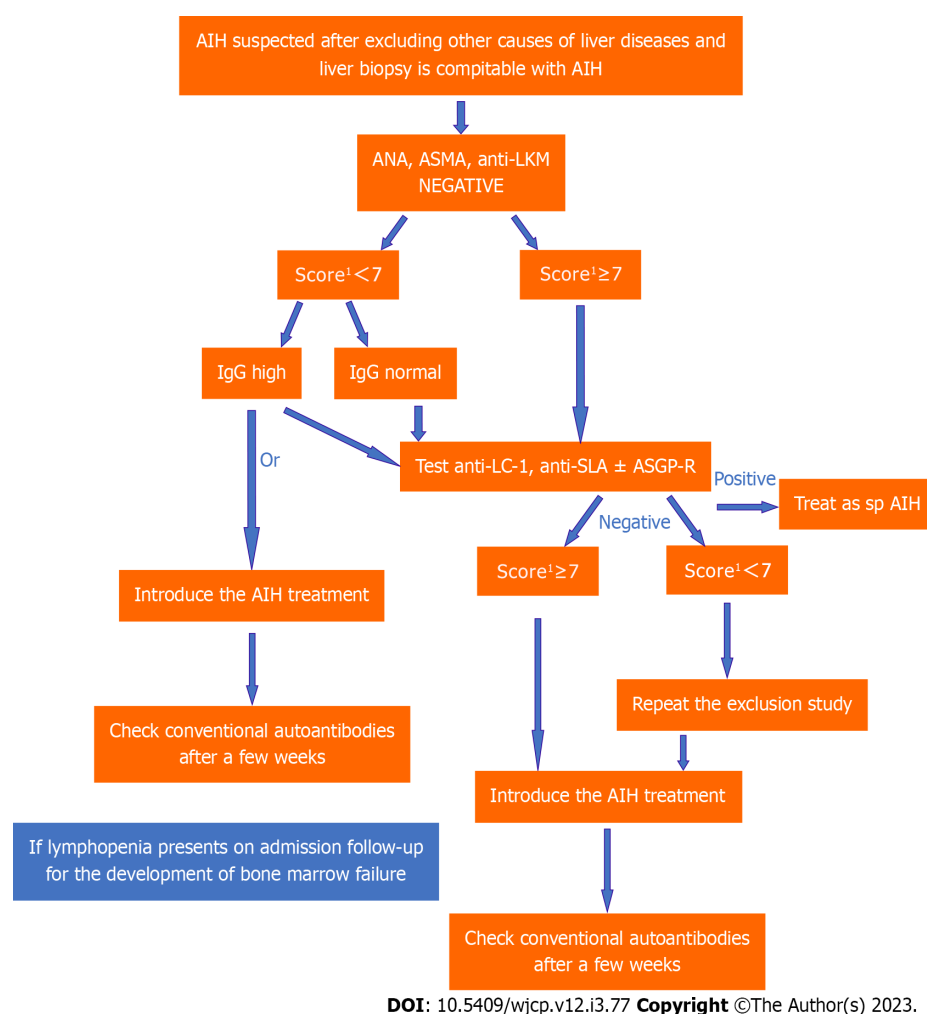 AIH suspected after excluding other causes of liver diseases and
liver biopsy is compitable with AIH
ANA, ASMA, anti-LKM
NEGATIVE
Score¹<7
Score¹≥7
IgG high
IgG normal
Or
Test anti-LC-1, anti-SLA ± ASGP-R
Positive
Treat as sp AIH
Negative
Score¹≥7
Score¹<7
Introduce the AIH treatment
Repeat the exclusion study
Check conventional autoantibodies
after a few weeks
Introduce the AIH treatment
If lymphopenia presents on admission follow-up
for the development of bone marrow failure
Check conventional autoantibodies
after a few weeks
DOI: 10.5409/wjcp.v12.i3.77 Copyright ©The Author(s) 2023.